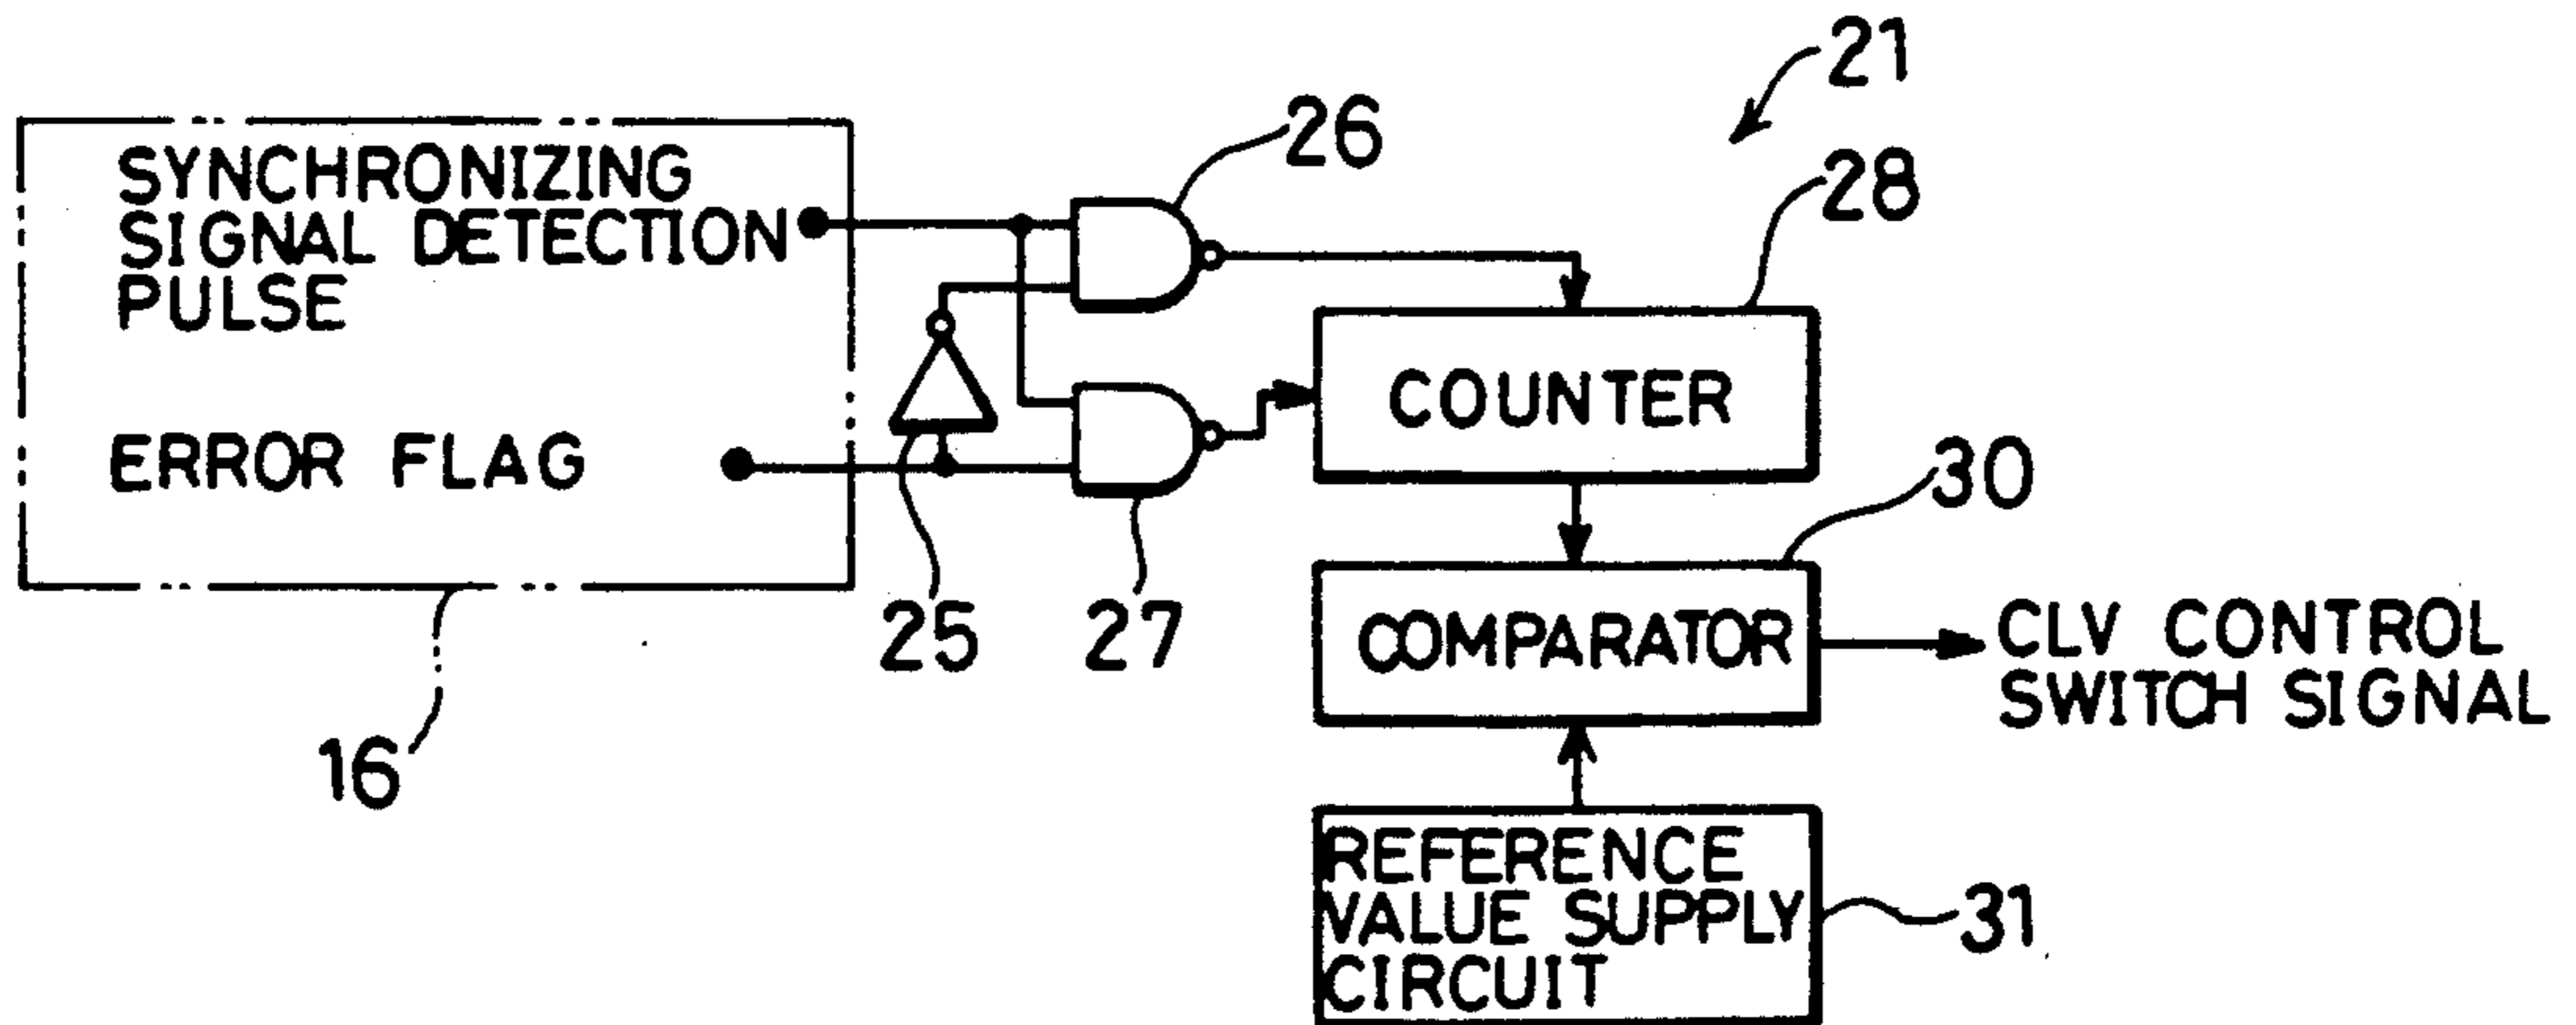 21
26
SYNCHRONIZING
SIGNAL DETECTION
PULSE
28
ERROR FLAG
COUNTER
30
25
27
COMPARATOR
CLV CONTROL
SWITCH SIGNAL
16
REFERENCE
VALUE SUPPLY
CIRCUIT
31